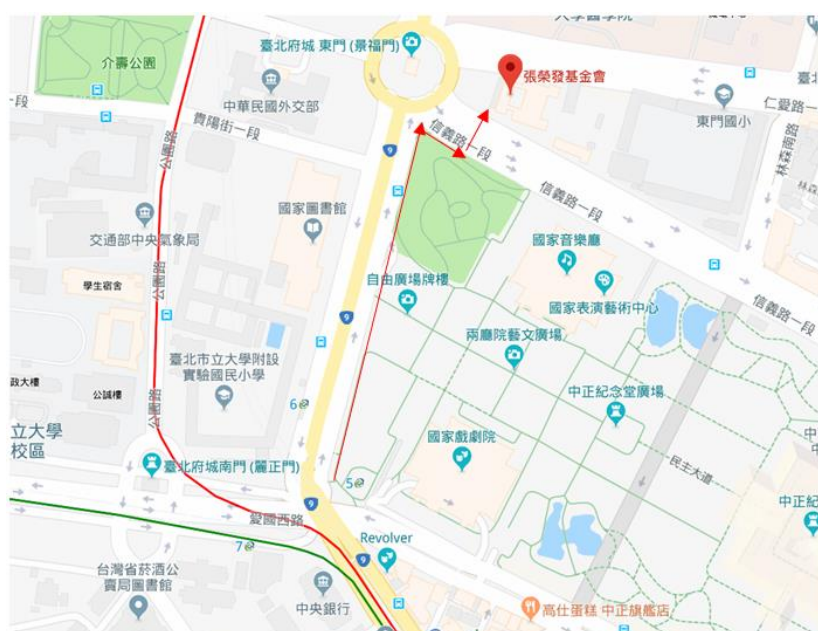 大學醫學院
臺北府城 東門 (景福門)
介壽公園
張榮發基金會
中華民國外交部
仁愛路一段
東門國小
一段
貴陽街一段
公園路
信義路一段
9
林森南路
林森
信義路一段
國家圖書館
交通部中央氣象局
國家音樂廳
學生宿舍
公園路
自由廣場牌樓
國家表演藝術中心
信義路一段
9
兩廳院藝文廣場
臺北市立大學附設
實驗國民小學
政大樓
公誠樓
中正紀念堂廣場
公園路
6
立大學
校區
國家戲劇院
民主大道
臺北府城南門 (麗正門)
5
9
中正紀
愛國西路
7
Revolver
9
台灣省菸酒公
賣局圖書館
中央銀行
高仕蛋糕 中正旗艦店